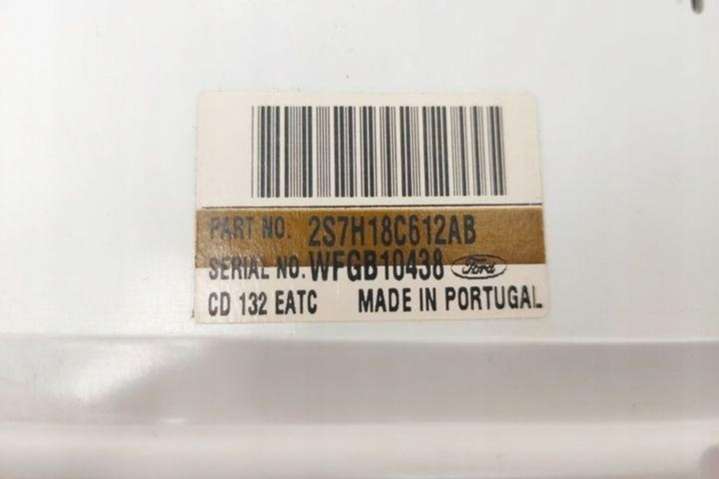 PART NO. 2S7H18C612AB
SERIAL NO. WFGB10438 Ford
CD 132 EATC MADE IN PORTUGAL